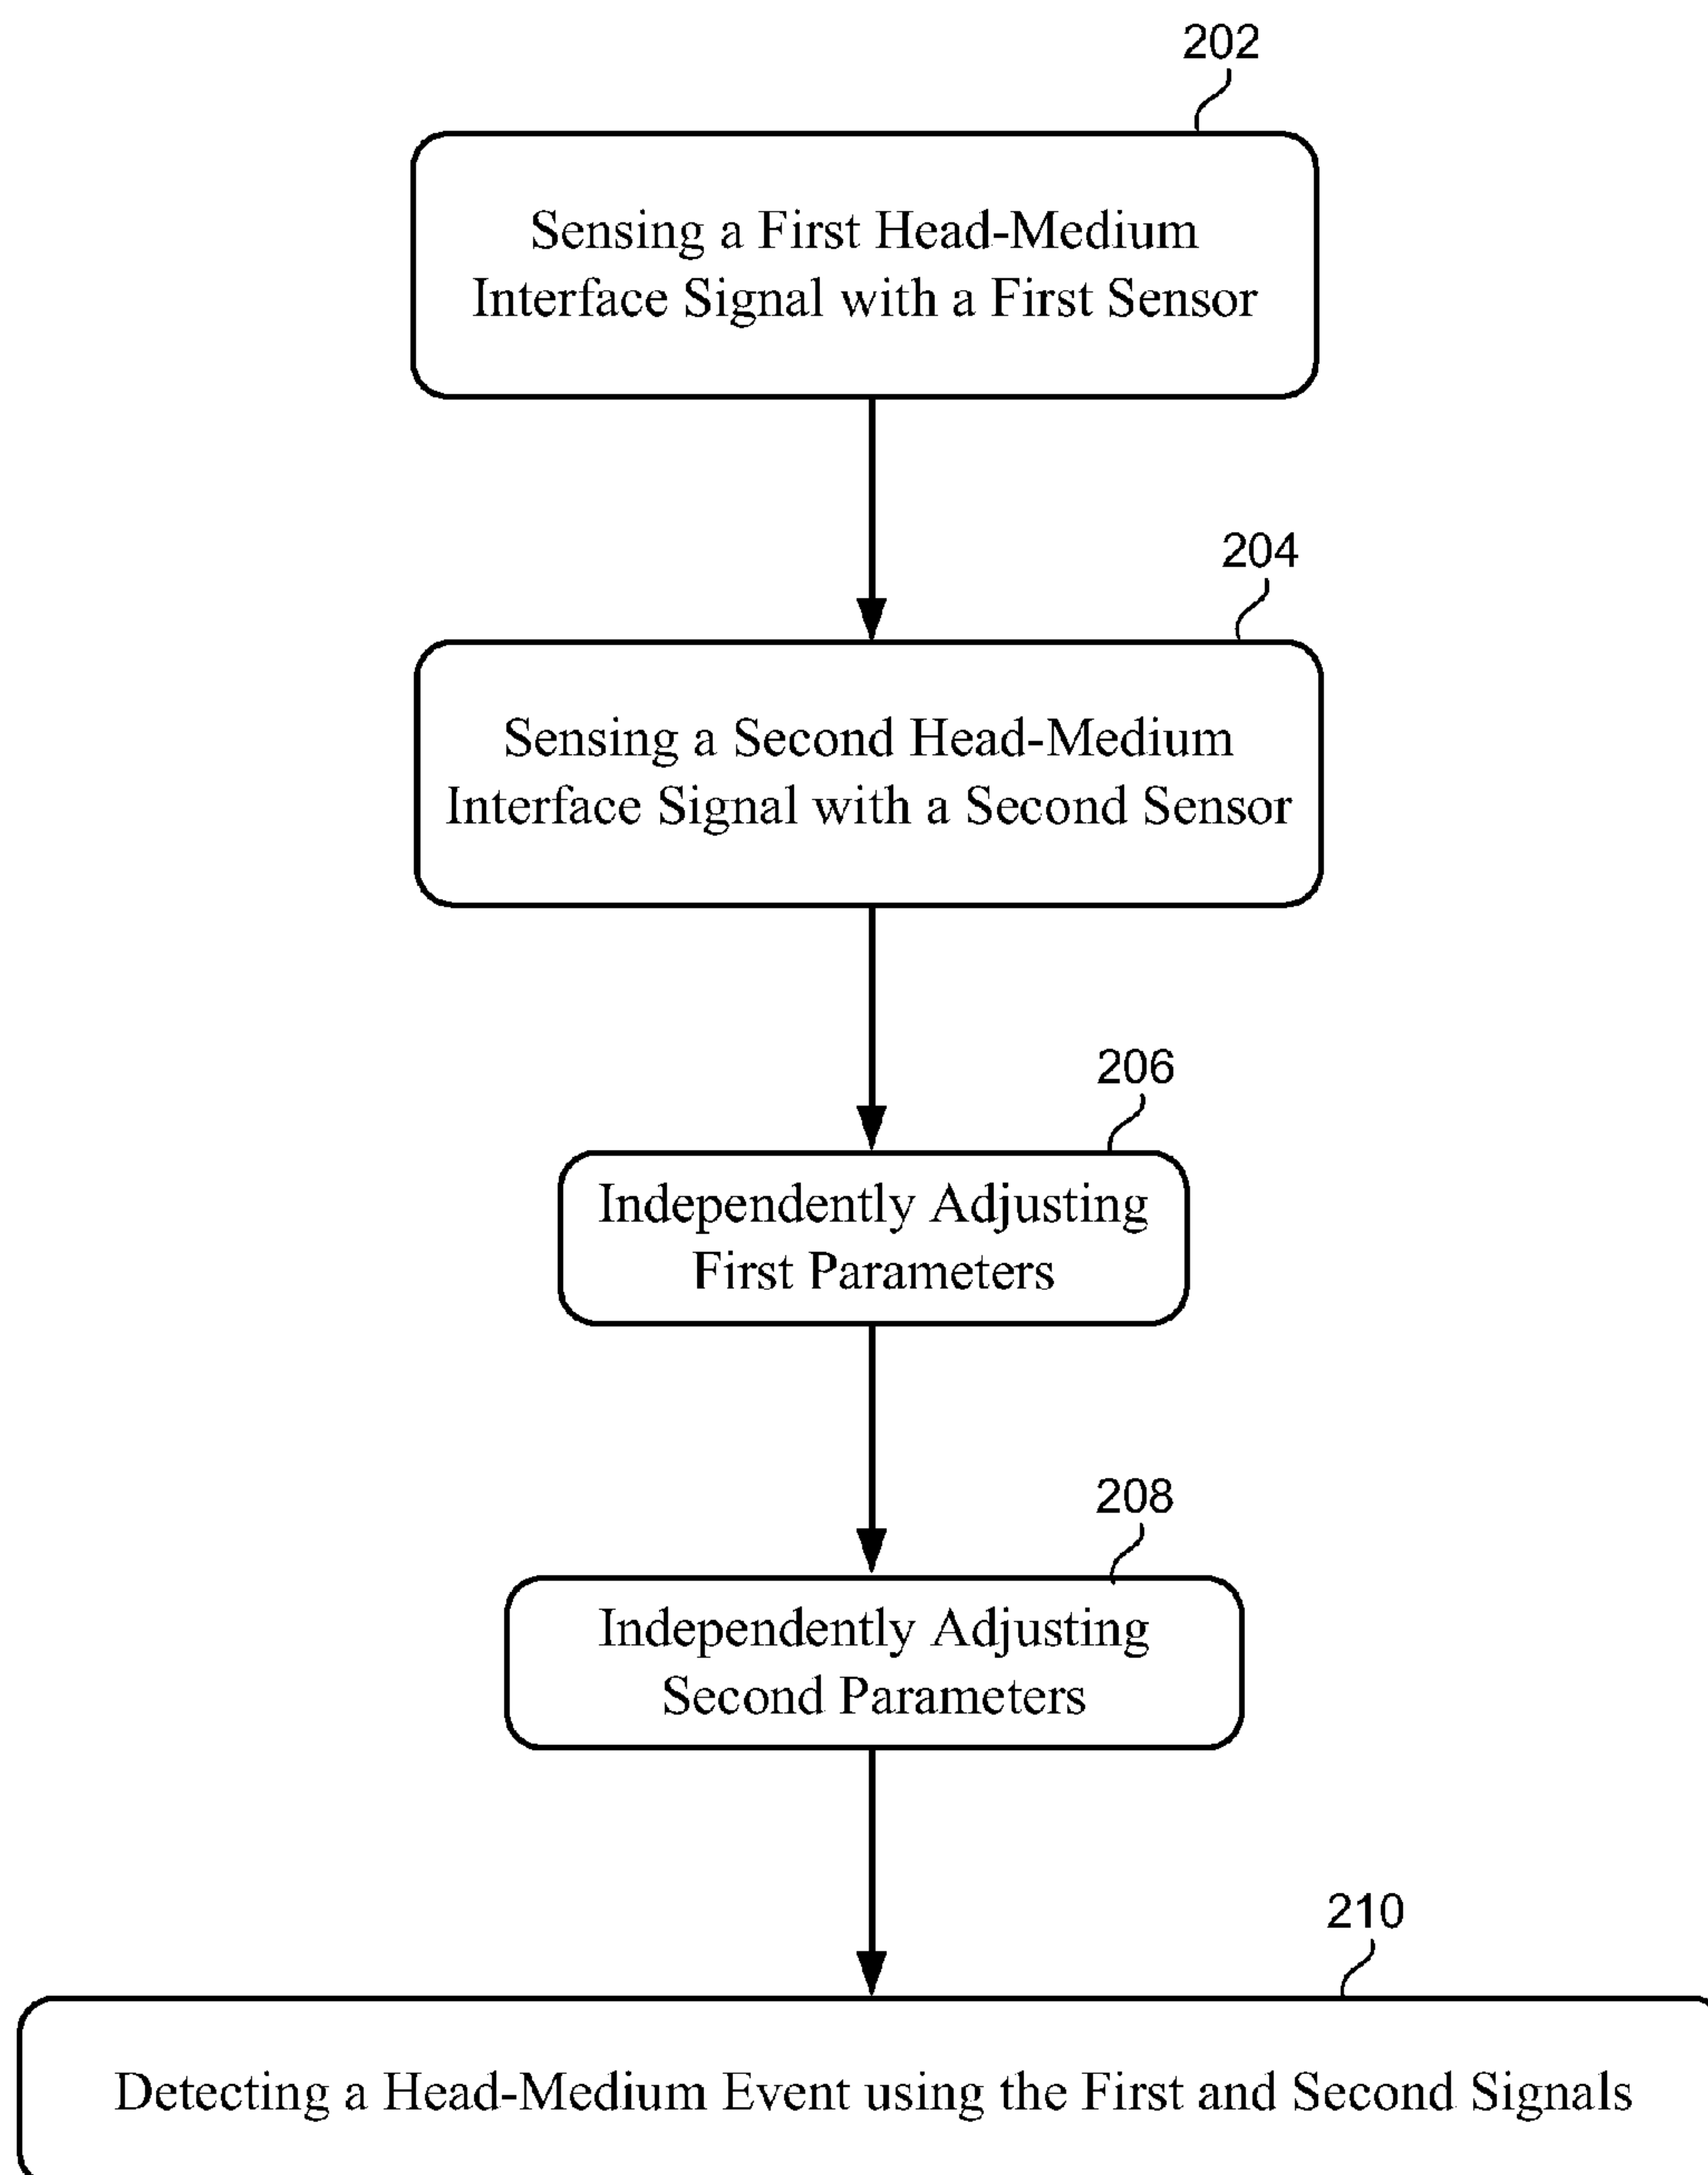 202
Sensing a First Head-Medium
Interface Signal with a First Sensor
204
Sensing a Second Head-Medium
Interface Signal with a Second Sensor
206
Independently Adjusting
First Parameters
208
Independently Adjusting
Second Parameters
210
Detecting a Head-Medium Event using the First and Second Signals